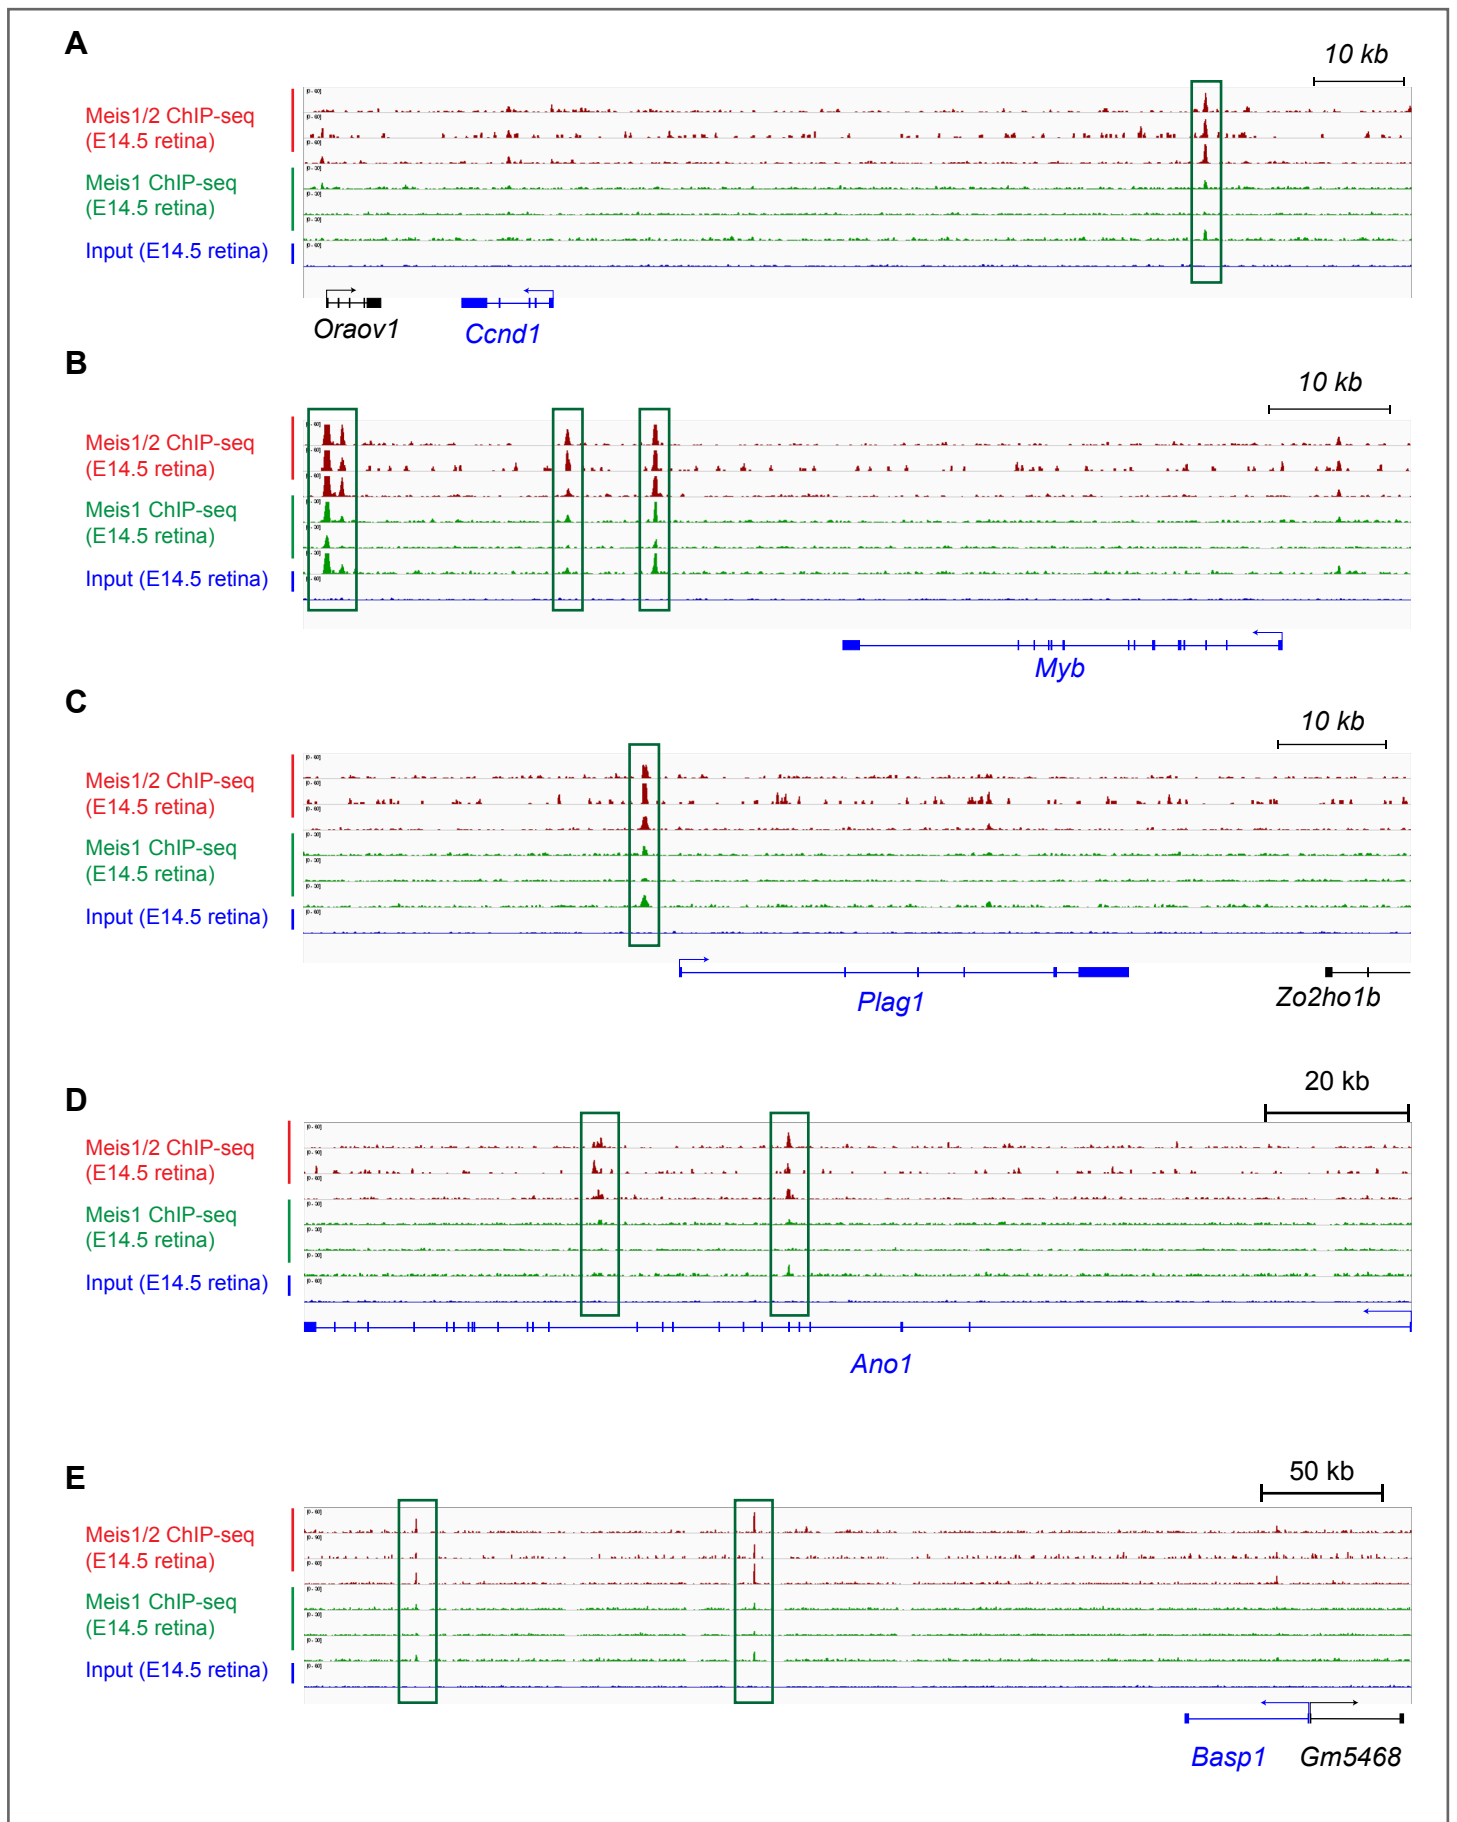 A
10 kb
Meis1/2 ChIP-seq
(E14.5 retina)
Meis1 ChIP-seq
(E14.5 retina)
Input (E14.5 retina)
Oraov1
Ccnd1
B
10 kb
Meis1/2 ChIP-seq
(E14.5 retina)
Meis1 ChIP-seq
(E14.5 retina)
Input (E14.5 retina)
Myb
C
10 kb
Meis1/2 ChIP-seq
(E14.5 retina)
Meis1 ChIP-seq
(E14.5 retina)
Input (E14.5 retina)
Plag1
Zo2ho1b
D
20 kb
Meis1/2 ChIP-seq
(E14.5 retina)
Meis1 ChIP-seq
(E14.5 retina)
Input (E14.5 retina)
Ano1
E
50 kb
Meis1/2 ChIP-seq
(E14.5 retina)
Meis1 ChIP-seq
(E14.5 retina)
Input (E14.5 retina)
Basp1 Gm5468